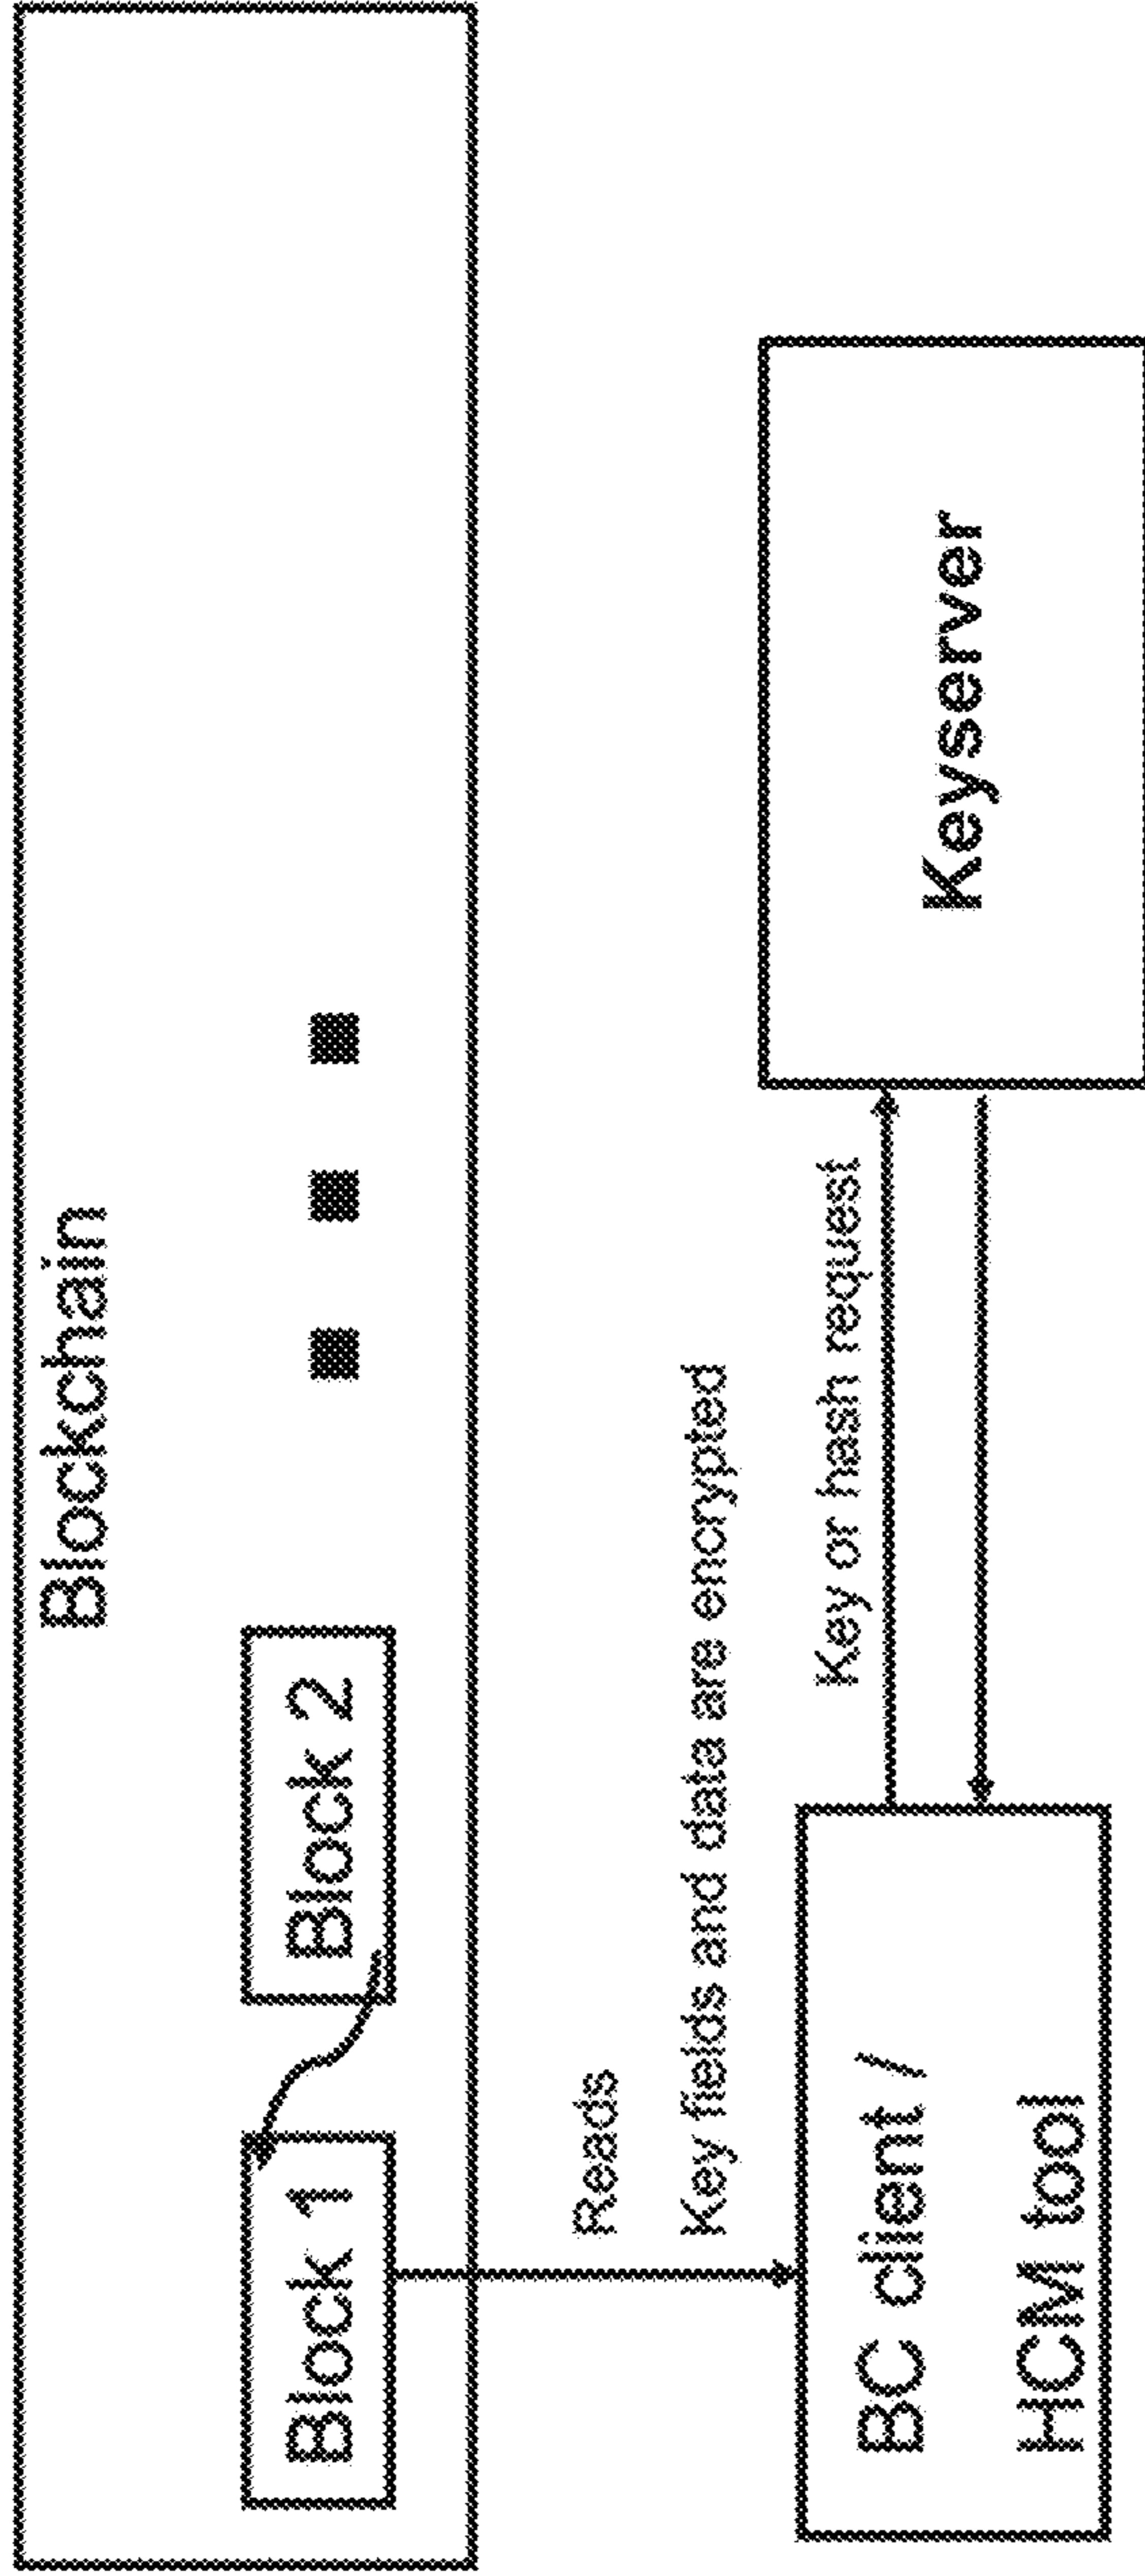 Blockchain
Block 1
Block 2
Reads
Key fields and data are encrypted
Key or hash request
BC client /
HCM tool
Keyserver